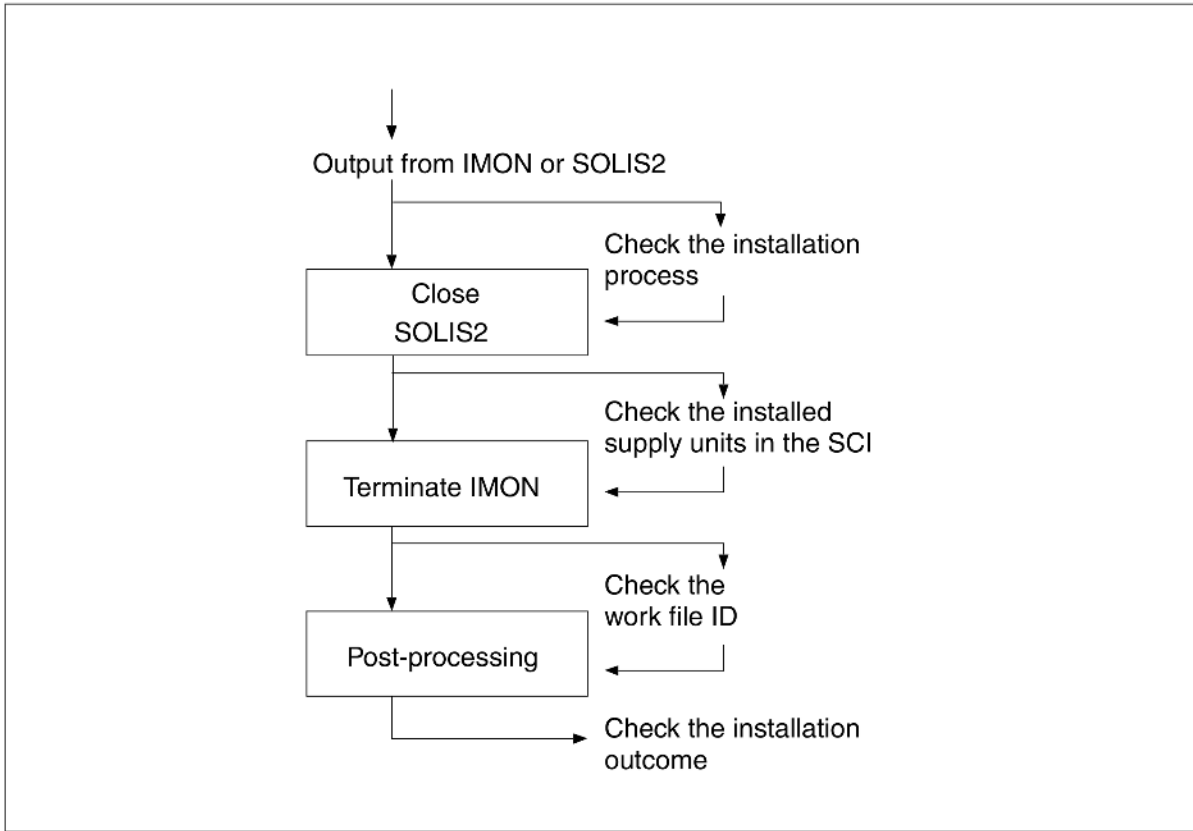 Output from IMON or SOLIS2
Check the installation
process
Close
SOLIS2
Check the installed
supply units in the SCI
Terminate IMON
Check the
work file ID
Post-processing
Check the installation
outcome